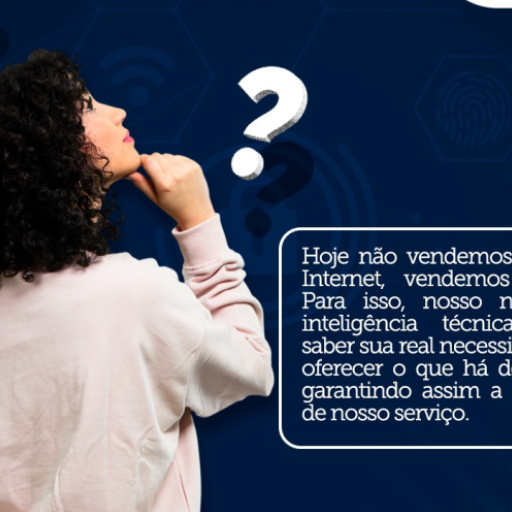 ?
Hoje não vendemos
Internet, vendemos
Para isso, nosso n
inteligência técnica
saber sua real necessi
oferecer o que há d
garantindo assim a
de nosso serviço.